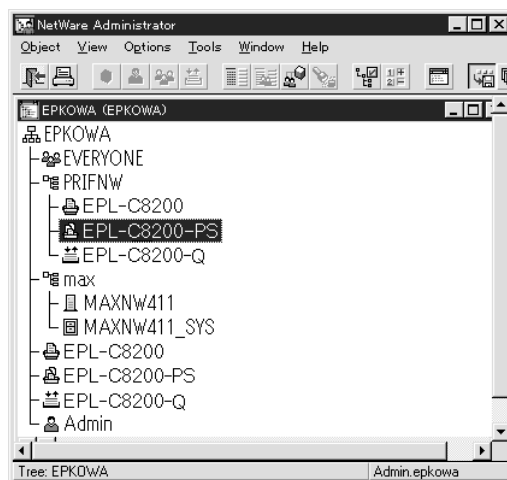 NetWare Administrator
Object View Options Tools Window Help
EPKOWA (EPKOWA)
EPKOWA
EVERYONE
PRIFNW
EPL-C8200
EPL-C8200-PS
EPL-C8200-Q
max
MAXNW411
MAXNW411_SYS
EPL-C8200
EPL-C8200-PS
EPL-C8200-Q
Admin
Tree: EPKOWA Admin.epkowa